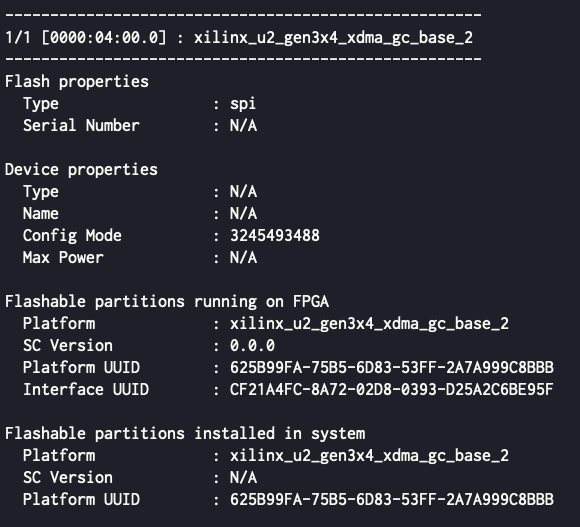 -----------------------------------------------------
1/1 [0000:04:00.0] : xilinx_u2_gen3x4_xdma_gc_base_2
-----------------------------------------------------
Flash properties
  Type                 : spi
  Serial Number        : N/A

Device properties
  Type                 : N/A
  Name                 : N/A
  Config Mode          : 3245493488
  Max Power            : N/A

Flashable partitions running on FPGA
  Platform             : xilinx_u2_gen3x4_xdma_gc_base_2
  SC Version           : 0.0.0
  Platform UUID        : 625B99FA-75B5-6D83-53FF-2A7A999C8BBB
  Interface UUID       : CF21A4FC-8A72-02D8-0393-D25A2C6BE95F

Flashable partitions installed in system
  Platform             : xilinx_u2_gen3x4_xdma_gc_base_2
  SC Version           : N/A
  Platform UUID        : 625B99FA-75B5-6D83-53FF-2A7A999C8BBB